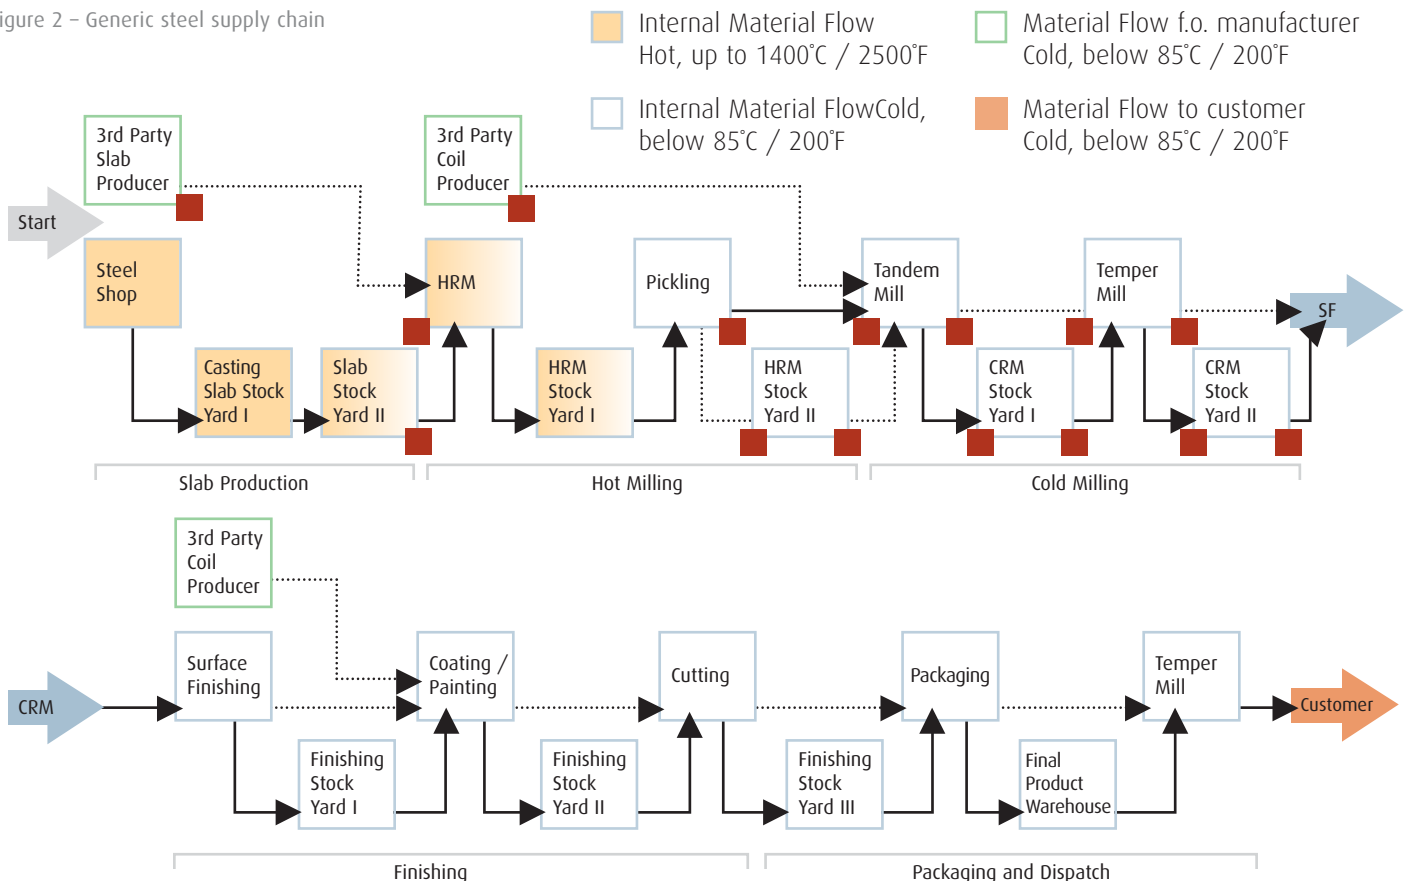 igure 2 – Generic steel supply chain
Internal Material Flow
Hot, up to 1400°C / 2500°F
Material Flow f.o. manufacturer
Cold, below 85°C / 200°F
Internal Material FlowCold,
below 85°C / 200°F
Material Flow to customer
Cold, below 85°C / 200°F
3rd Party
Slab
Producer
3rd Party
Coil
Producer
Start
Steel
Shop
HRM
Pickling
Tandem
Mill
Temper
Mill
SF
Casting
Slab Stock
Yard I
Slab
Stock
Yard II
HRM
Stock
Yard I
HRM
Stock
Yard II
CRM
Stock
Yard I
CRM
Stock
Yard II
Slab Production
Hot Milling
Cold Milling
3rd Party
Coil
Producer
CRM
Surface
Finishing
Coating /
Painting
Cutting
Packaging
Temper
Mill
Customer
Finishing
Stock
Yard I
Finishing
Stock
Yard II
Finishing
Stock
Yard III
Final
Product
Warehouse
Finishing
Packaging and Dispatch